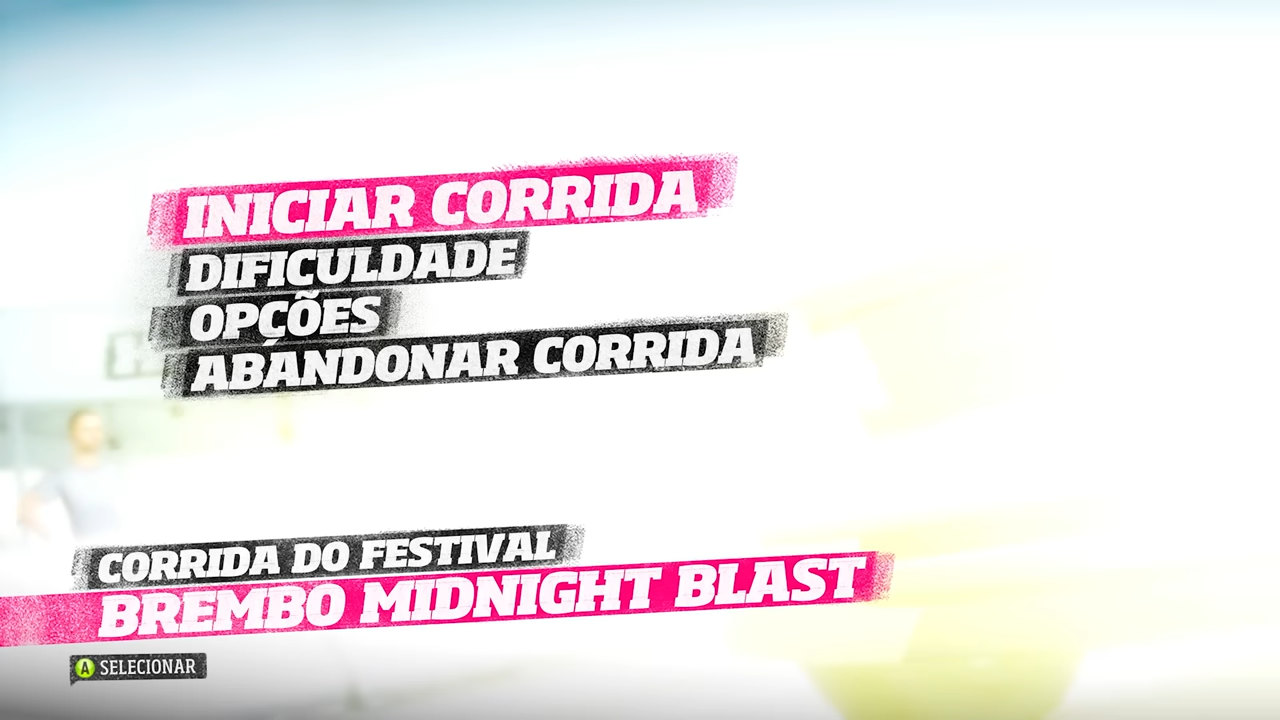 INICIAR CORRIDA
DIFICULDADE
OPÇÕES
ABANDONAR CORRIDA
CORRIDA DO FESTIVAL
BREMBO MIDNIGHT BLAST
A SELECIONAR